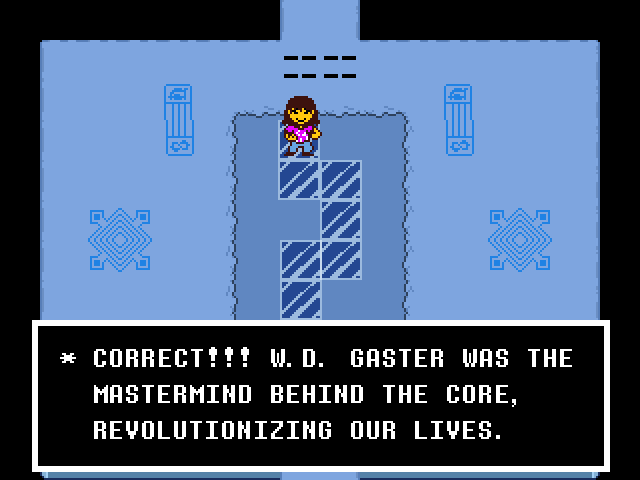 * CORRECT!!! W.D. GASTER WAS THE
MASTERMIND BEHIND THE CORE,
REVOLUTIONIZING OUR LIVES.